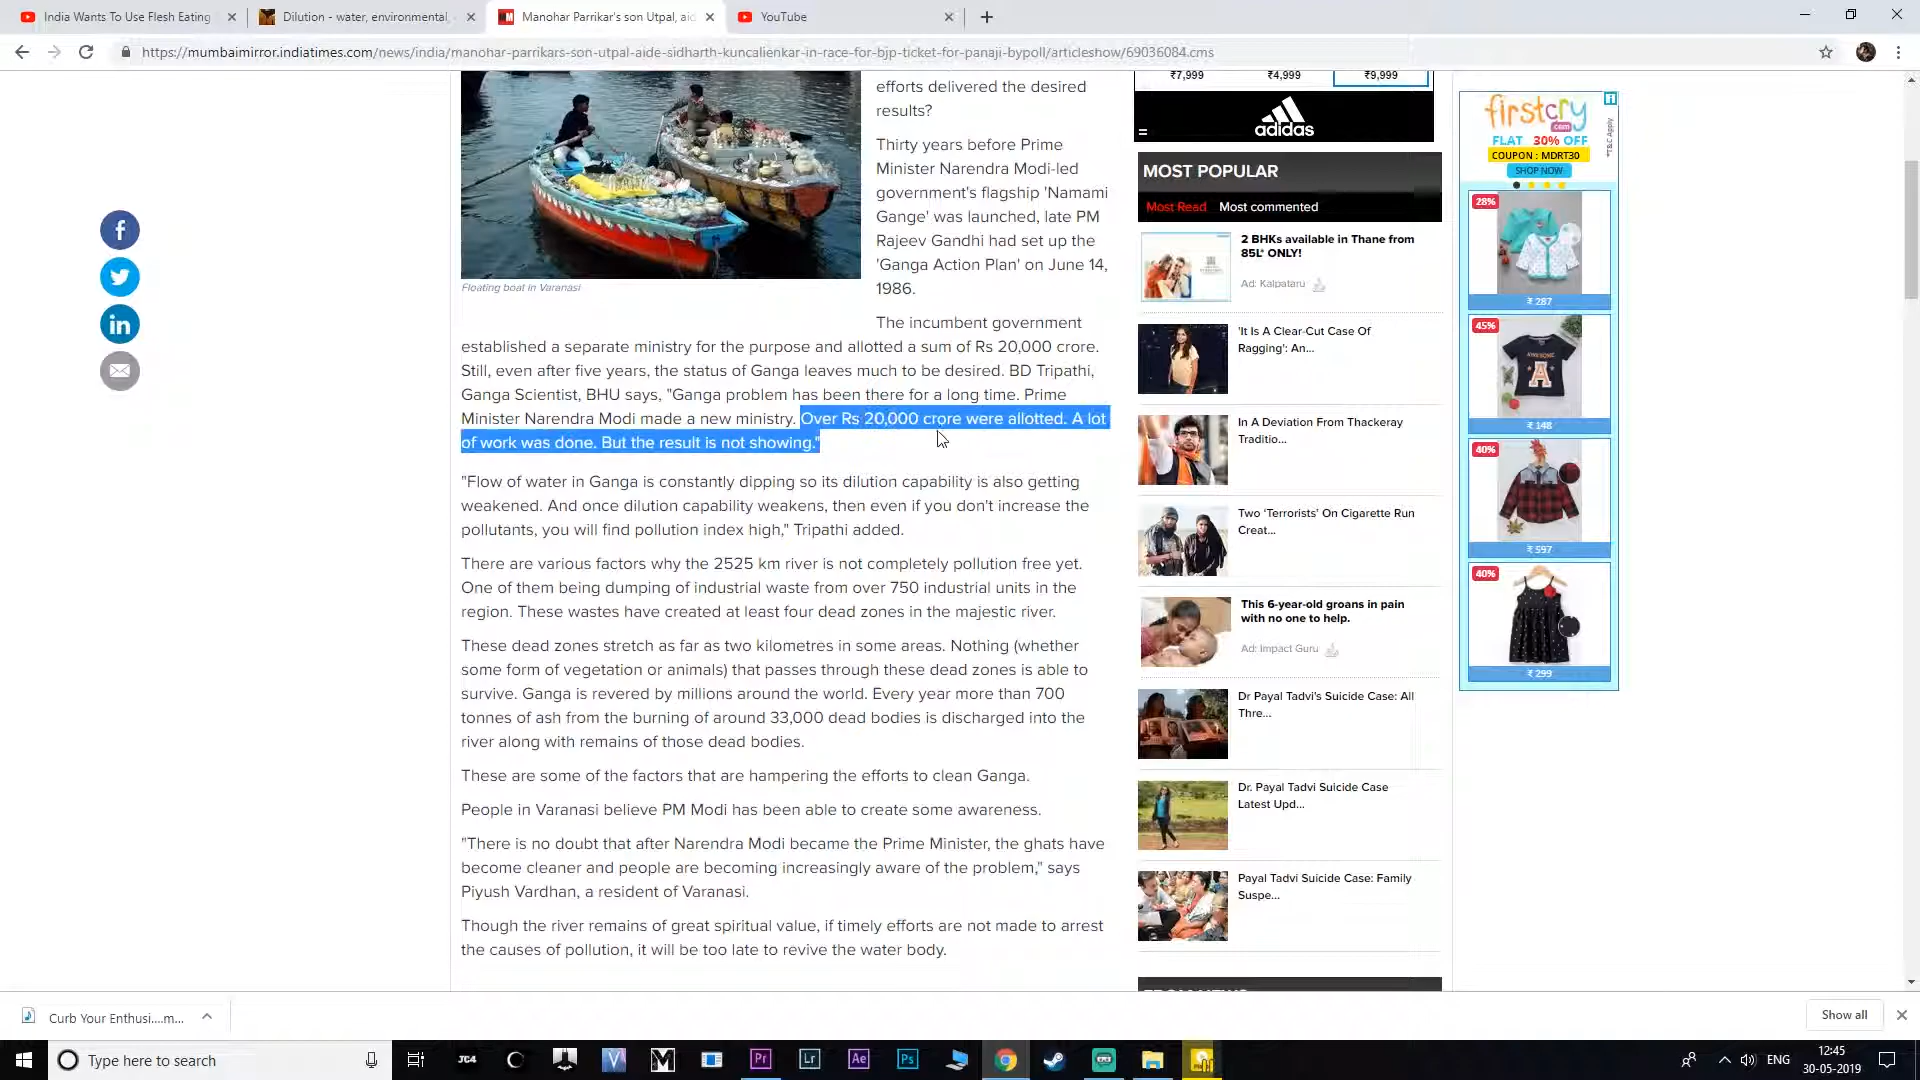 India Wants To Use Flesh Eating
Dilution - water, environmental,
Manohar Parrikar's son Utpal, aid
YouTube
https://mumbaimirror.indiatimes.com/news/india/manohar-parrikars-son-utpal-aide-sidharth-kuncalienkar-in-race-for-bjp-ticket-for-panaji-bypoll/articleshow/69036084.cms
efforts delivered the desired
results?
Thirty years before Prime
Minister Narendra Modi-led
government's flagship 'Namami
Gange' was launched, late PM
Rajeev Gandhi had set up the
'Ganga Action Plan' on June 14,
1986.
Floating boat in Varanasi
The incumbent government
established a separate ministry for the purpose and allotted a sum of Rs 20,000 crore.
Still, even after five years, the status of Ganga leaves much to be desired. BD Tripathi,
Ganga Scientist, BHU says, "Ganga problem has been there for a long time. Prime
Minister Narendra Modi made a new ministry. Over Rs 20,000 crore were allotted. A lot
of work was done. But the result is not showing."
"Flow of water in Ganga is constantly dipping so its dilution capability is also getting
weakened. And once dilution capability weakens, then even if you don't increase the
pollutants, you will find pollution index high," Tripathi added.
There are various factors why the 2525 km river is not completely pollution free yet.
One of them being dumping of industrial waste from over 750 industrial units in the
region. These wastes have created at least four dead zones in the majestic river.
These dead zones stretch as far as two kilometres in some areas. Nothing (whether
some form of vegetation or animals) that passes through these dead zones is able to
survive. Ganga is revered by millions around the world. Every year more than 700
tonnes of ash from the burning of around 33,000 dead bodies is discharged into the
river along with remains of those dead bodies.
These are some of the factors that are hampering the efforts to clean Ganga.
People in Varanasi believe PM Modi has been able to create some awareness.
"There is no doubt that after Narendra Modi became the Prime Minister, the ghats have
become cleaner and people are becoming increasingly aware of the problem," says
Piyush Vardhan, a resident of Varanasi.
Though the river remains of great spiritual value, if timely efforts are not made to arrest
the causes of pollution, it will be too late to revive the water body.
₹7,999 ₹4,999 ₹9,999
adidas
MOST POPULAR
Most Read Most commented
2 BHKs available in Thane from
85L* ONLY!
Ad: Kalpataru
'It Is A Clear-Cut Case Of
Ragging': An...
In A Deviation From Thackeray
Traditio...
Two 'Terrorists' On Cigarette Run
Creat...
This 6-year-old groans in pain
with no one to help.
Ad: Impact Guru
Dr Payal Tadvi's Suicide Case: All
Thre...
Dr. Payal Tadvi Suicide Case
Latest Upd...
Payal Tadvi Suicide Case: Family
Suspe...
firstcry
.com
FLAT 30% OFF
COUPON : MDRT30
SHOP NOW
*T&C Apply
28%
₹ 287
45%
A
₹ 148
40%
₹ 597
40%
₹ 299
Curb Your Enthusi....m...
Show all
Type here to search
JC4
Pr
Lr
Ae
Ps
ENG
12:45
30-05-2019